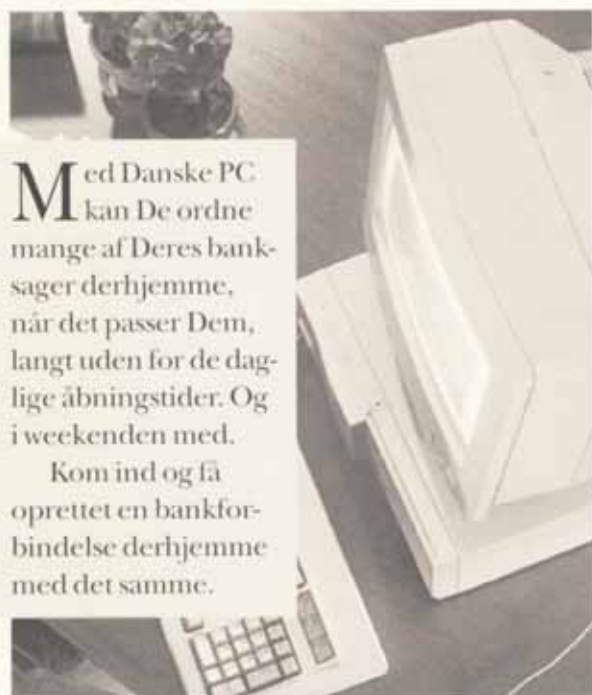 Med Danske PC
kan De ordne
mange af Deres bank-
sager derhjemme,
når det passer Dem,
langt uden for de dag-
lige åbningstider. Og
i weekenden med.
Kom ind og få
oprettet en bankfor-
bindelse derhjemme
med det samme.